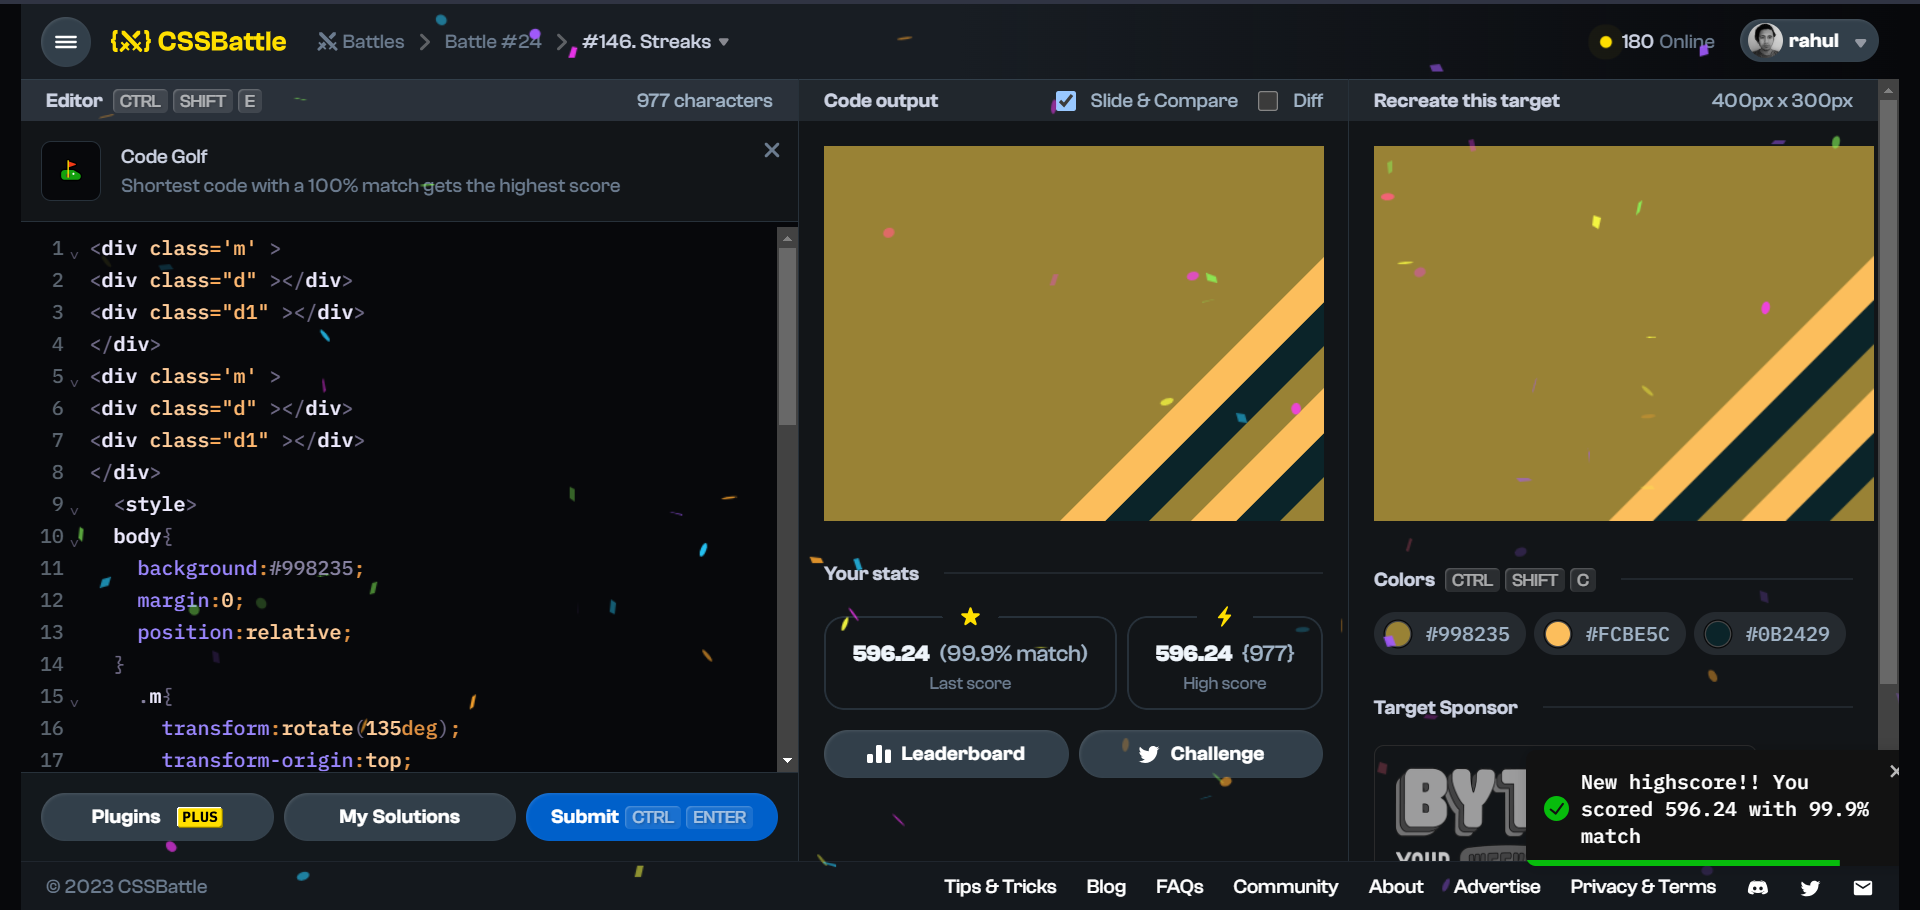 {X} CSSBattle
Battles
Battle #24
#146. Streaks
180 Online
rahul
Editor CTRL SHIFT E
977 characters
Code Golf
Shortest code with a 100% match gets the highest score
1 <div class='m' >
2 <div class="d" ></div>
3 <div class="d1" ></div>
4 </div>
5 <div class='m' >
6 <div class="d" ></div>
7 <div class="d1" ></div>
8 </div>
9 <style>
10 body{
11 background:#998235;
12 margin:0;
13 position:relative;
14 }
15 .m{
16 transform:rotate(135deg);
17 transform-origin:top;
Plugins PLUS
My Solutions
Submit CTRL ENTER
Code output
Slide & Compare
Diff
Your stats
596.24 (99.9% match)
Last score
596.24 {977}
High score
Leaderboard
Challenge
Recreate this target
400px x 300px
Colors CTRL SHIFT C
#998235
#FCBE5C
#0B2429
Target Sponsor
BYT
YOUR WEEK
New highscore!! You
scored 596.24 with 99.9%
match
© 2023 CSSBattle
Tips & Tricks
Blog
FAQs
Community
About
Advertise
Privacy & Terms